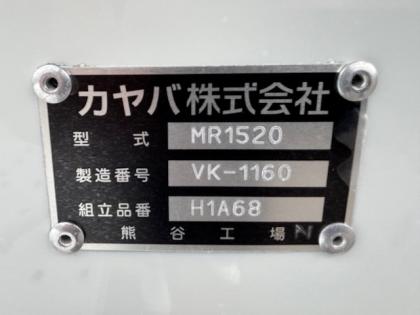 カヤバ株式会社
型式 MR1520
製造番号 VK-1160
組立品番 H1A68
熊谷工場 N